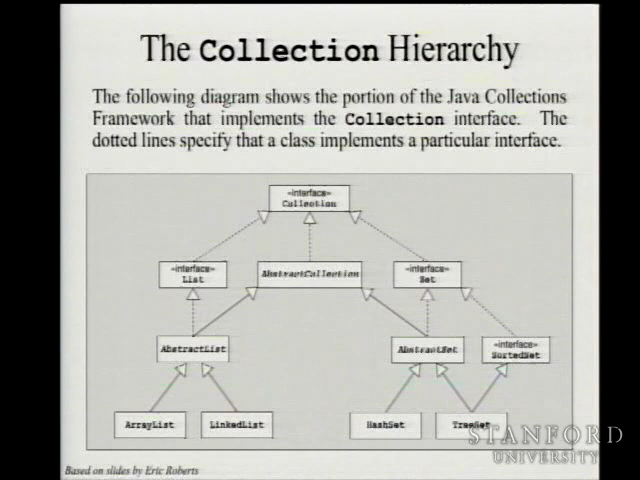 The Collection Hierarchy
The following diagram shows the portion of the Java Collections
Framework that implements the Collection interface. The
dotted lines specify that a class implements a particular interface.
«interface»
Collection
«interface»
List
AbstractCollection
«interface»
Set
AbstractList
AbstractSet
«interface»
SortedSet
ArrayList
LinkedList
HashSet
TreeSet
STANFORD
UNIVERSITY
Based on slides by Eric Roberts